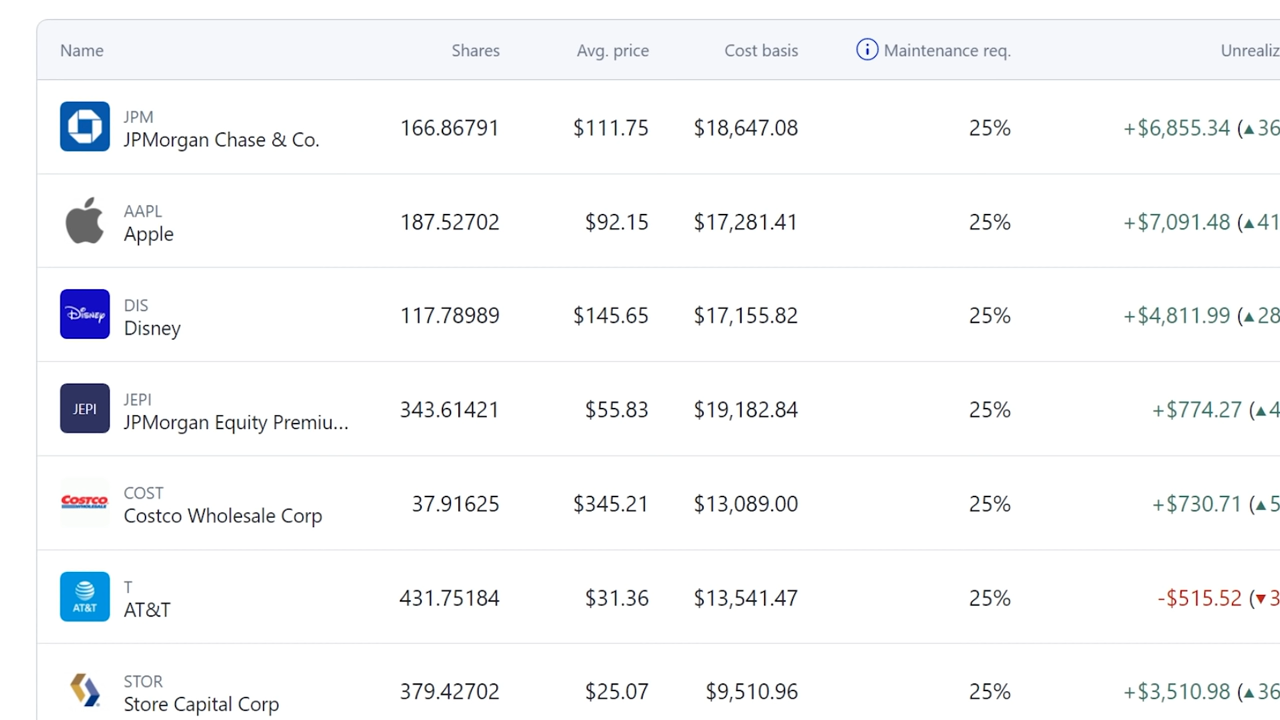 Name Shares Avg. price Cost basis Maintenance req. Unrealiz
JPM
JPMorgan Chase & Co. 166.86791 $111.75 $18,647.08 25% +$6,855.34 (▲36
AAPL
Apple 187.52702 $92.15 $17,281.41 25% +$7,091.48 (▲41
Disney
DIS
Disney 117.78989 $145.65 $17,155.82 25% +$4,811.99 (▲28
JEPI
JEPI
JPMorgan Equity Premiu... 343.61421 $55.83 $19,182.84 25% +$774.27 (▲4
COSTCO
WHOLESALE
COST
Costco Wholesale Corp 37.91625 $345.21 $13,089.00 25% +$730.71 (▲5
AT&T
T
AT&T 431.75184 $31.36 $13,541.47 25% -$515.52 (▼3
STOR
Store Capital Corp 379.42702 $25.07 $9,510.96 25% +$3,510.98 (▲36